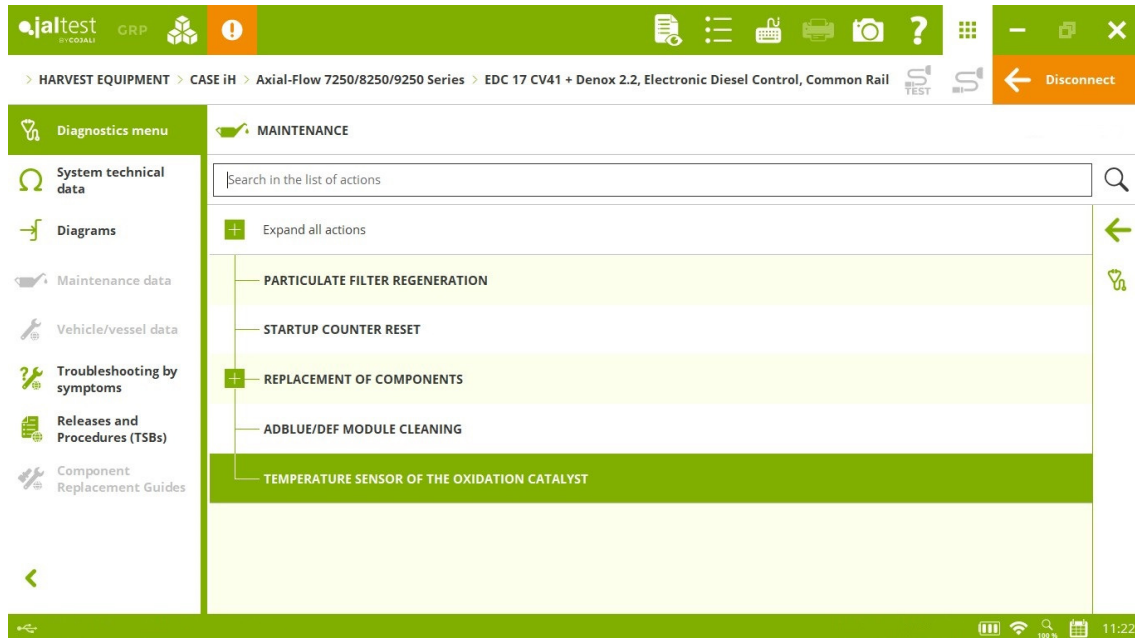 jaltest GRP
BY COJALI
> HARVEST EQUIPMENT > CASE iH > Axial-Flow 7250/8250/9250 Series > EDC 17 CV41 + Denox 2.2, Electronic Diesel Control, Common Rail
TEST
Disconnect
Diagnostics menu
System technical
data
Diagrams
Maintenance data
Vehicle/vessel data
Troubleshooting by
symptoms
Releases and
Procedures (TSBs)
Component
Replacement Guides
MAINTENANCE
Search in the list of actions
Expand all actions
PARTICULATE FILTER REGENERATION
STARTUP COUNTER RESET
REPLACEMENT OF COMPONENTS
ADBLUE/DEF MODULE CLEANING
TEMPERATURE SENSOR OF THE OXIDATION CATALYST
100 %
11:22